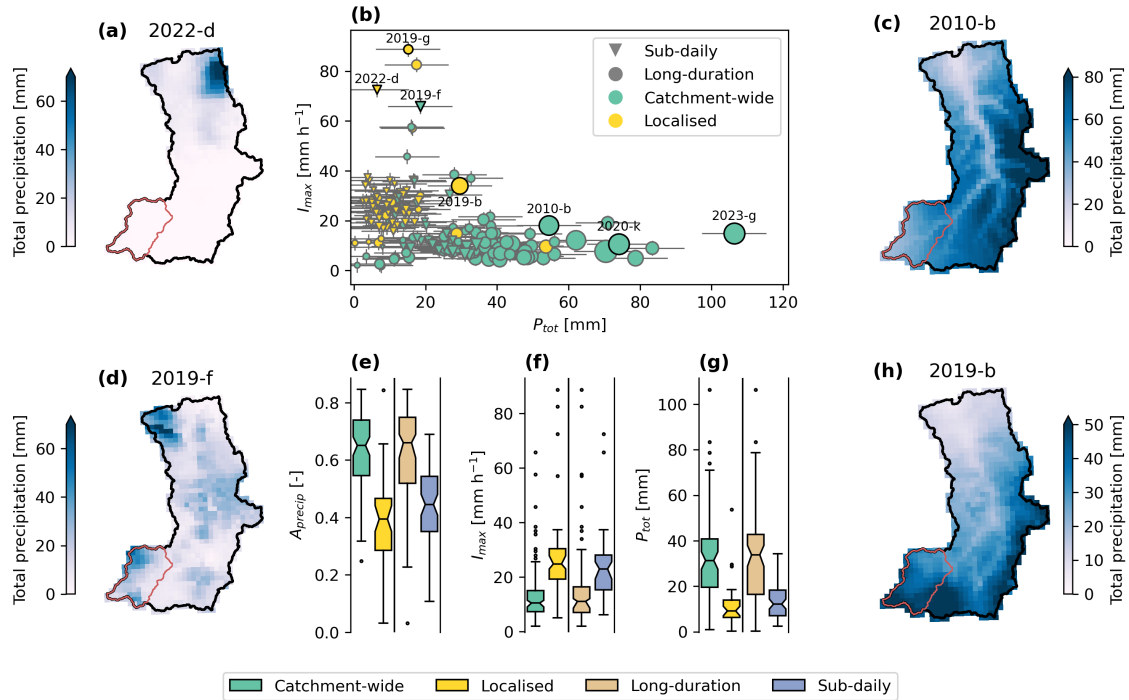 (a) 2022-d
Total precipitation [mm]
60
40
20
0
(b)
I_max [mm h⁻¹]
80
60
40
20
0
2019-g
2022-d
2019-f
2019-b
2010-b
2020-k
2023-g
Sub-daily
Long-duration
Catchment-wide
Localised
0 20 40 60 80 100 120
P_tot [mm]
(c) 2010-b
80
60
40
20
0
Total precipitation [mm]
(d) 2019-f
Total precipitation [mm]
60
40
20
0
(e)
A_precip [-]
0.8
0.6
0.4
0.2
0.0
(f)
I_max [mm h⁻¹]
80
60
40
20
0
(g)
P_tot [mm]
100
80
60
40
20
0
(h) 2019-b
50
40
30
20
10
0
Total precipitation [mm]
Catchment-wide Localised Long-duration Sub-daily